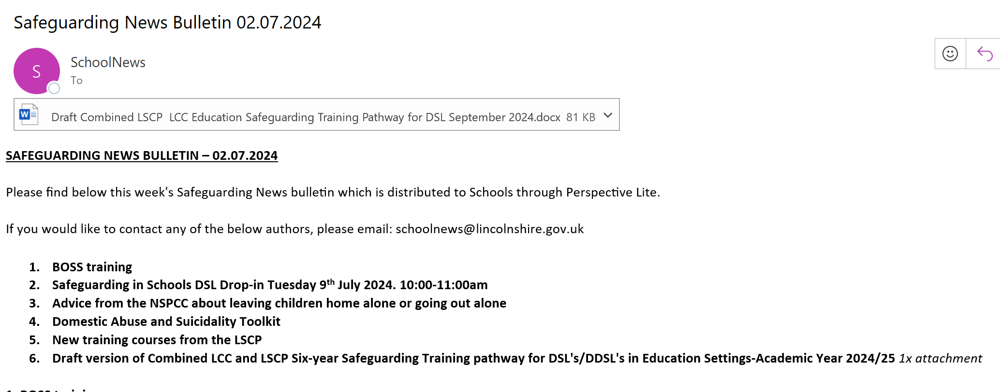 Safeguarding News Bulletin 02.07.2024
S
SchoolNews
To
W
Draft Combined LSCP  LCC Education Safeguarding Training Pathway for DSL September 2024.docx 81 KB
SAFEGUARDING NEWS BULLETIN – 02.07.2024
Please find below this week's Safeguarding News bulletin which is distributed to Schools through Perspective Lite.
If you would like to contact any of the below authors, please email: schoolnews@lincolnshire.gov.uk
1. BOSS training
2. Safeguarding in Schools DSL Drop-in Tuesday 9th July 2024. 10:00-11:00am
3. Advice from the NSPCC about leaving children home alone or going out alone
4. Domestic Abuse and Suicidality Toolkit
5. New training courses from the LSCP
6. Draft version of Combined LCC and LSCP Six-year Safeguarding Training pathway for DSL's/DDSL's in Education Settings-Academic Year 2024/25 1x attachment